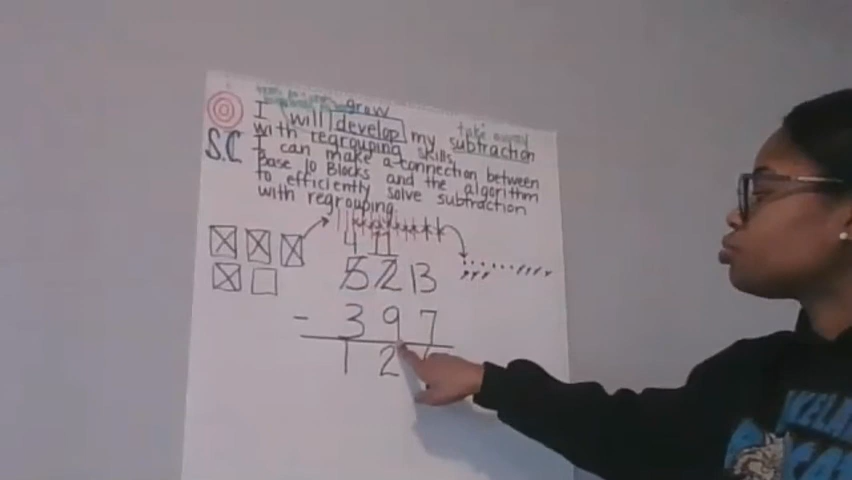 grow
I will develop my
take away
subtraction
with regrouping skills.
S.C I can make a connection between
Base 10 Blocks and the algorithm
to efficiently solve subtraction
with regrouping
4 11
5 2 13
- 3 9 7
1 2